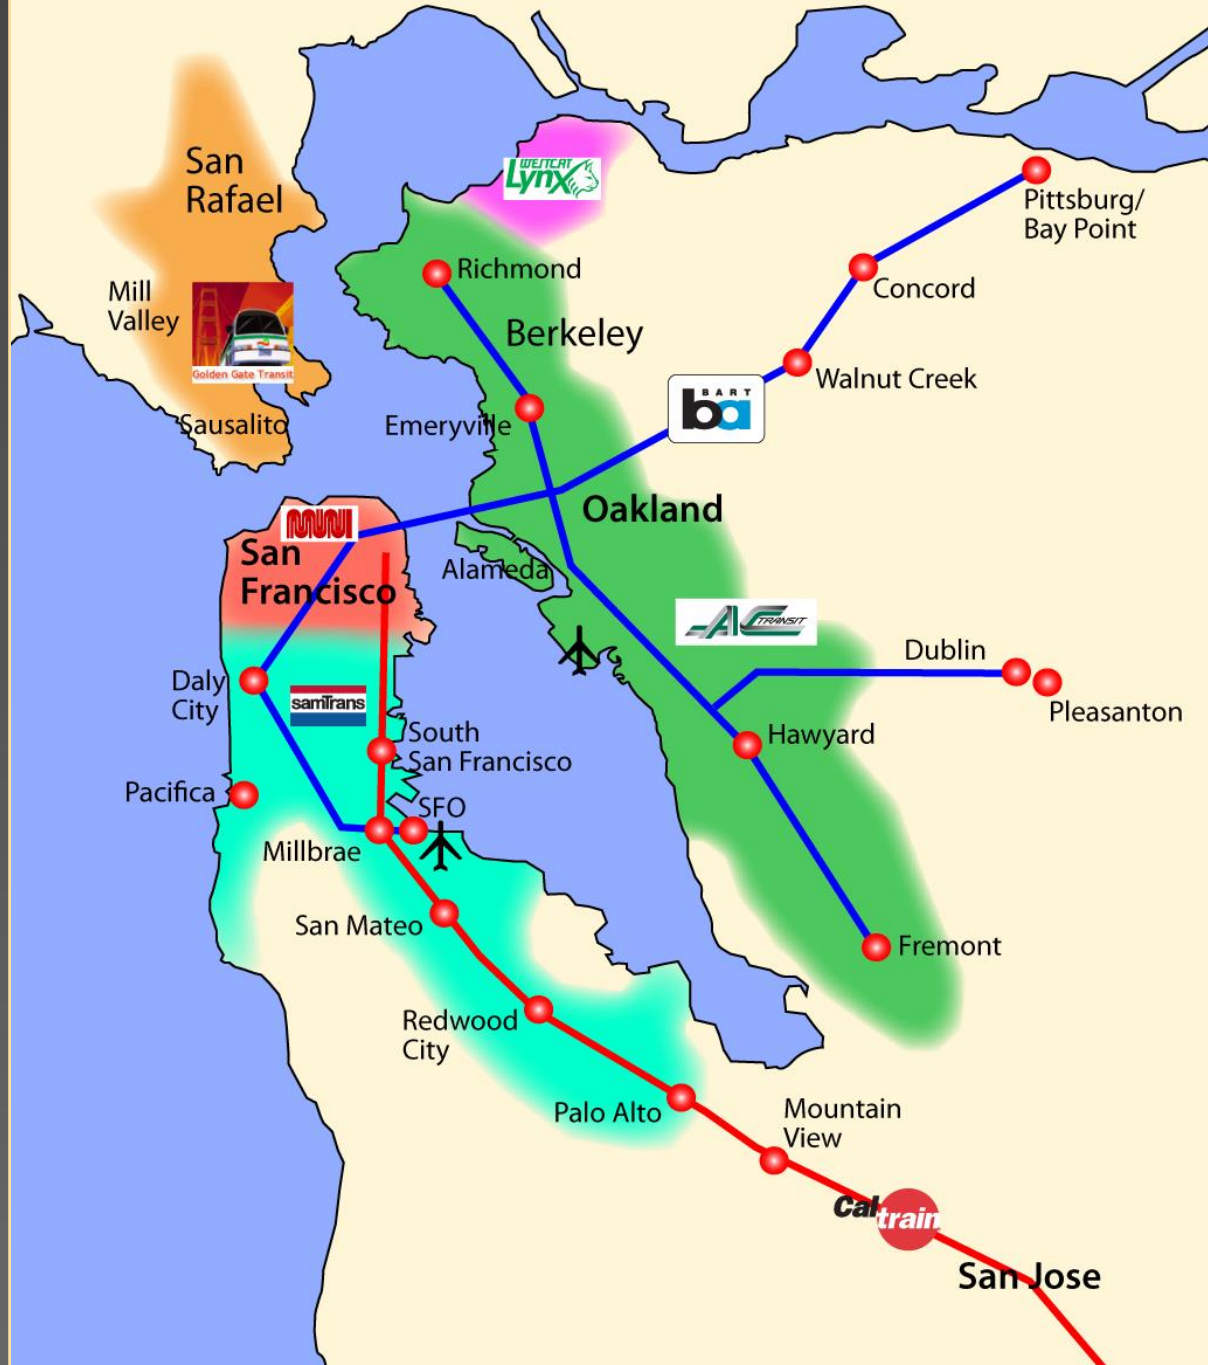 WESTCAT
Lynx
San
Rafael
Pittsburg/
Bay Point
Richmond
Concord
Mill
Valley
Berkeley
Golden Gate Transit
Walnut Creek
BART
ba
Sausalito
Emeryville
Oakland
MUNI
San
Francisco
Alameda
AC TRANSIT
Dublin
Daly
City
samTrans
Pleasanton
South
San Francisco
Hawyard
Pacifica
SFO
Millbrae
San Mateo
Fremont
Redwood
City
Palo Alto
Mountain
View
Caltrain
San Jose